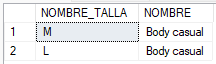 NOMBRE_TALLA NOMBRE
1 M Body casual
2 L Body casual